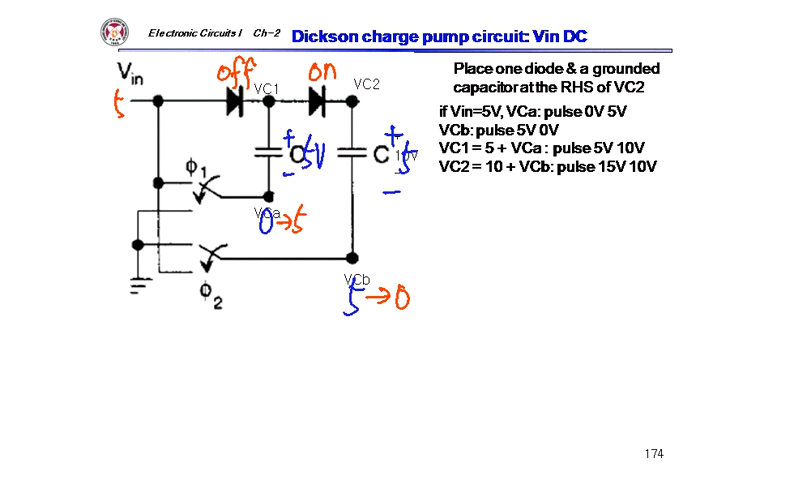 Electronic Circuits I Ch-2
Dickson charge pump circuit: Vin DC
Vin
5
off
on
VC1
VC2
Place one diode & a grounded
capacitor at the RHS of VC2
if Vin=5V, VCa: pulse 0V 5V
VCb: pulse 5V 0V
VC1 = 5 + VCa : pulse 5V 10V
VC2 = 10 + VCb: pulse 15V 10V
+
C
5V
-
+
C
10V
5
-
Φ1
VCa
0→5
Φ2
VCb
5→0
174